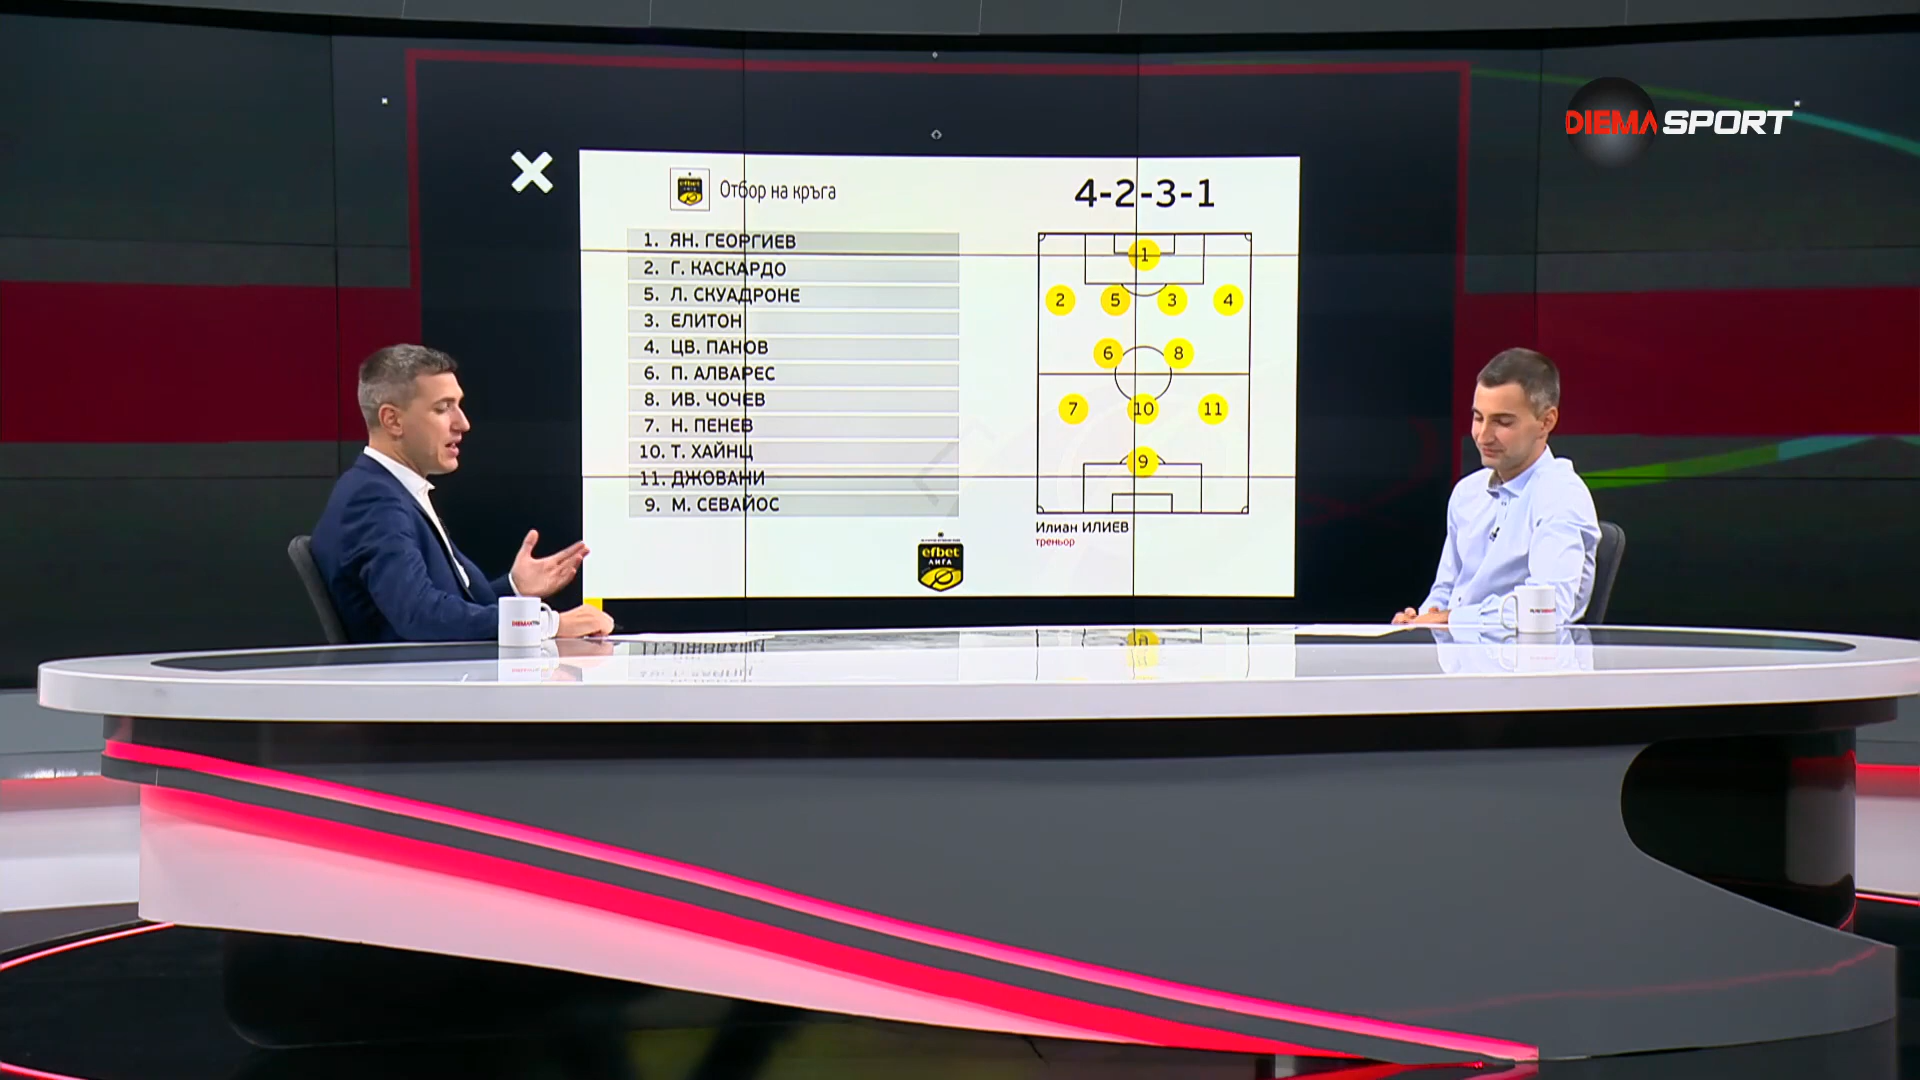 DIEMA SPORT
efbet
Отбор на кръга
4-2-3-1
1. ЯН. ГЕОРГИЕВ
2. Г. КАСКАРДО
5. Л. СКУАДРОНЕ
3. ЕЛИТОН
4. ЦВ. ПАНОВ
6. П. АЛВАРЕС
8. ИВ. ЧОЧЕВ
7. Н. ПЕНЕВ
10. Т. ХАЙНЦ
11. ДЖОВАНИ
9. М. СЕВАЙОС
1
2 5 3 4
6 8
7 10 11
9
Илиан ИЛИЕВ
треньор
efbet
ЛИГА